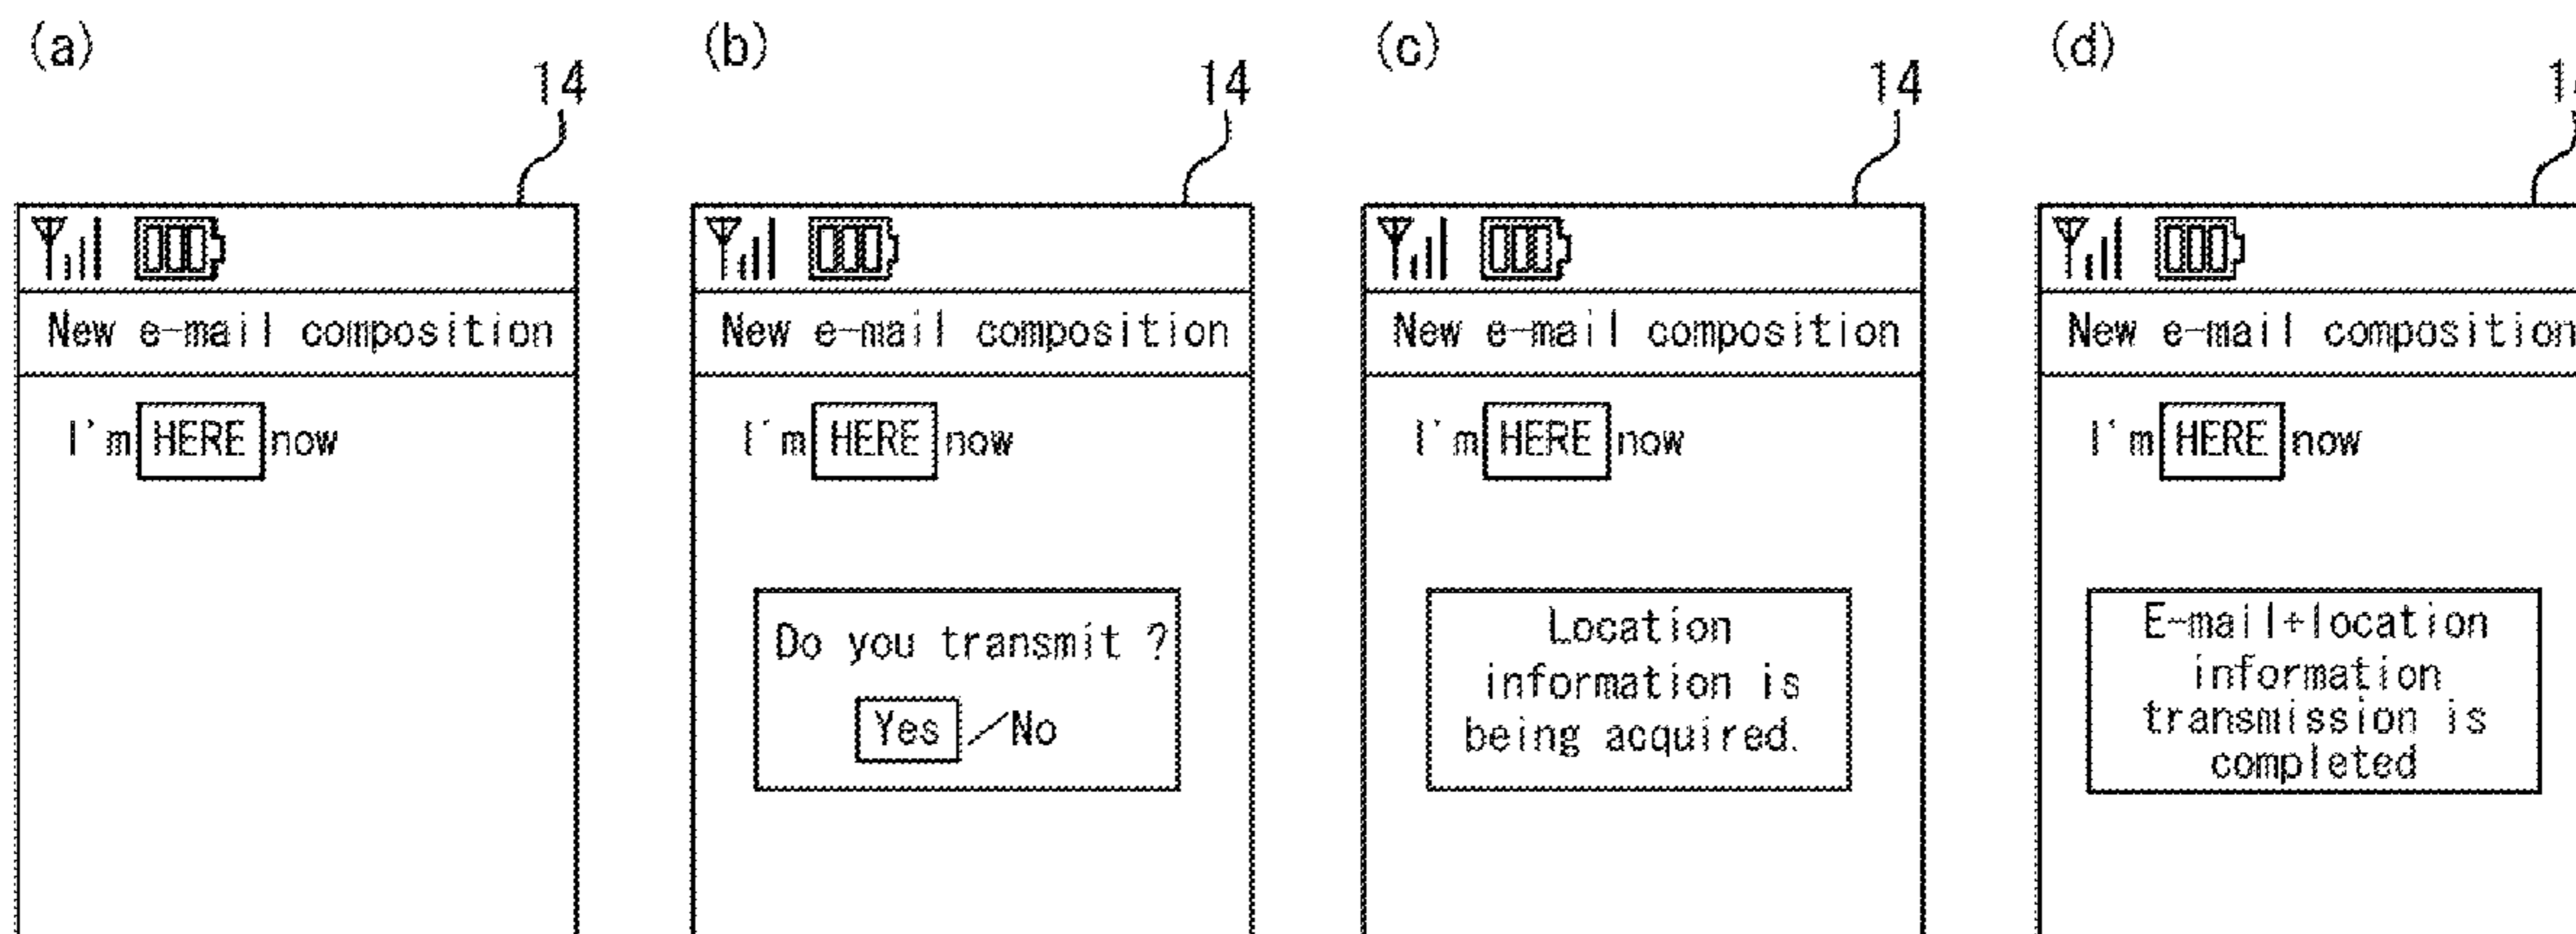 (a)
14
New e-mail composition
I'm HERE now
(b)
14
New e-mail composition
I'm HERE now
Do you transmit ?
Yes/No
(c)
14
New e-mail composition
I'm HERE now
Location
information is
being acquired.
(d)
New e-mail composition
I'm HERE now
E-mail+location
information
transmission is
completed